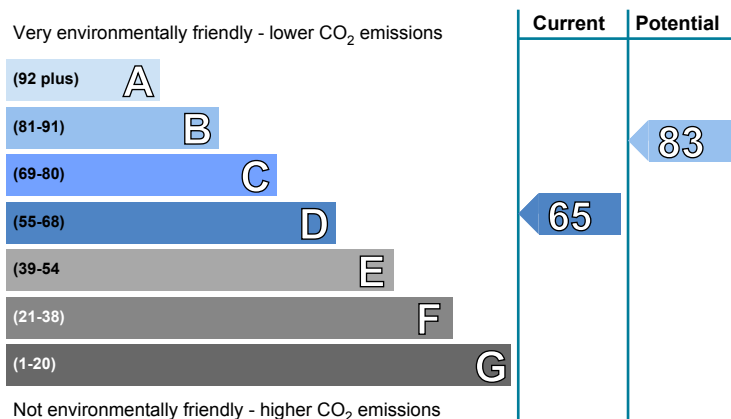 Very environmentally friendly - lower CO2 emissions
Current
Potential
(92 plus) A
(81-91) B
83
(69-80) C
(55-68) D
65
(39-54 E
(21-38) F
(1-20) G
Not environmentally friendly - higher CO2 emissions